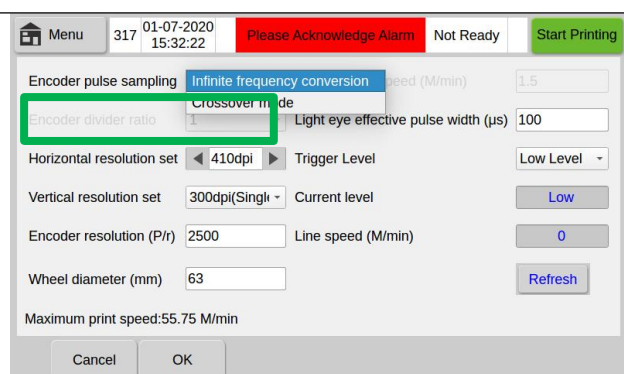 Menu
317
01-07-2020
15:32:22
Please Acknowledge Alarm
Not Ready
Start Printing
Encoder pulse sampling
Infinite frequency conversion
Crossover mode
speed (M/min)
1.5
Encoder divider ratio
1
Light eye effective pulse width (μs)
100
Horizontal resolution set
410dpi
Trigger Level
Low Level
Vertical resolution set
300dpi(Singl
Current level
Low
Encoder resolution (P/r)
2500
Line speed (M/min)
0
Wheel diameter (mm)
63
Refresh
Maximum print speed:55.75 M/min
Cancel
OK